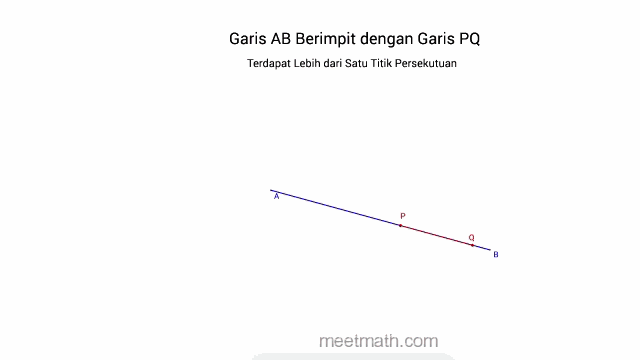 Garis AB Berimpit dengan Garis PQ
Terdapat Lebih dari Satu Titik Persekutuan
A
P
Q
B
meetmath.com